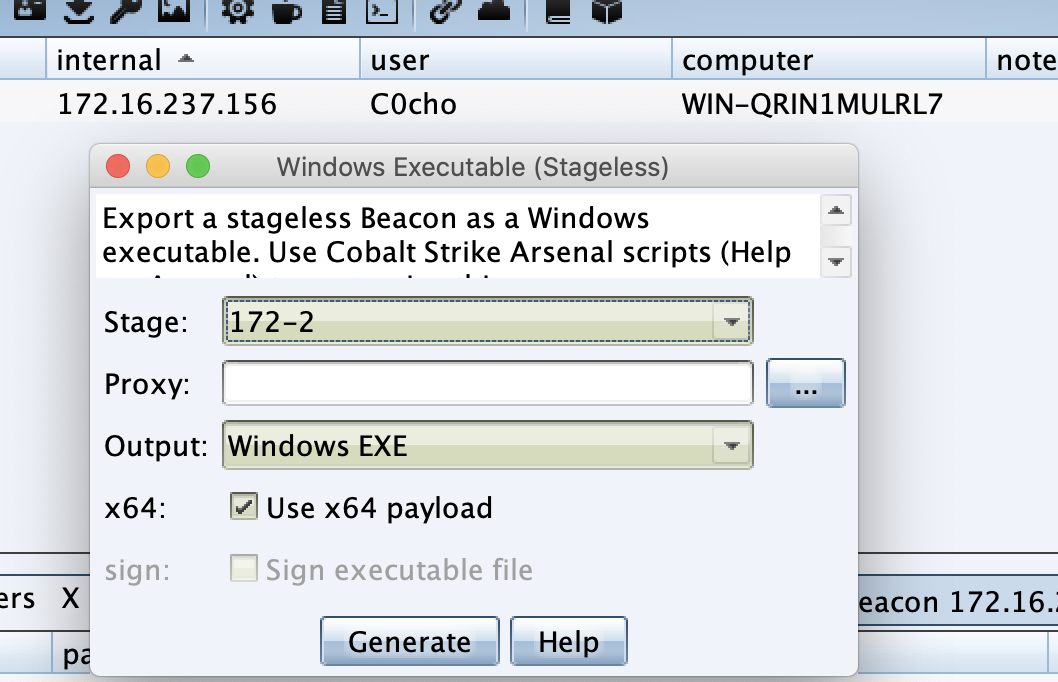 internal user computer note
172.16.237.156 C0cho WIN-QRIN1MULRL7
Windows Executable (Stageless)
Export a stageless Beacon as a Windows
executable. Use Cobalt Strike Arsenal scripts (Help
Stage: 172-2
Proxy: ...
Output: Windows EXE
x64: Use x64 payload
sign: Sign executable file
ers X eacon 172.16.
Generate Help
pa